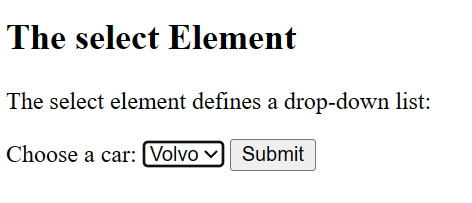 The select Element
The select element defines a drop-down list:
Choose a car: Volvo Submit